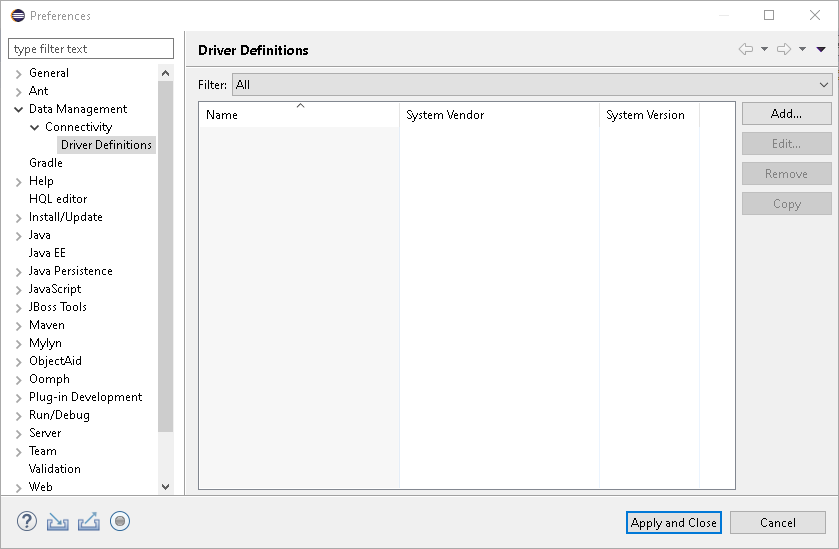 Preferences
type filter text
General
Ant
Data Management
Connectivity
Driver Definitions
Gradle
Help
HQL editor
Install/Update
Java
Java EE
Java Persistence
JavaScript
JBoss Tools
Maven
Mylyn
ObjectAid
Oomph
Plug-in Development
Run/Debug
Server
Team
Validation
Web
Driver Definitions
Filter: All
Name System Vendor System Version
Add...
Edit...
Remove
Copy
Apply and Close Cancel